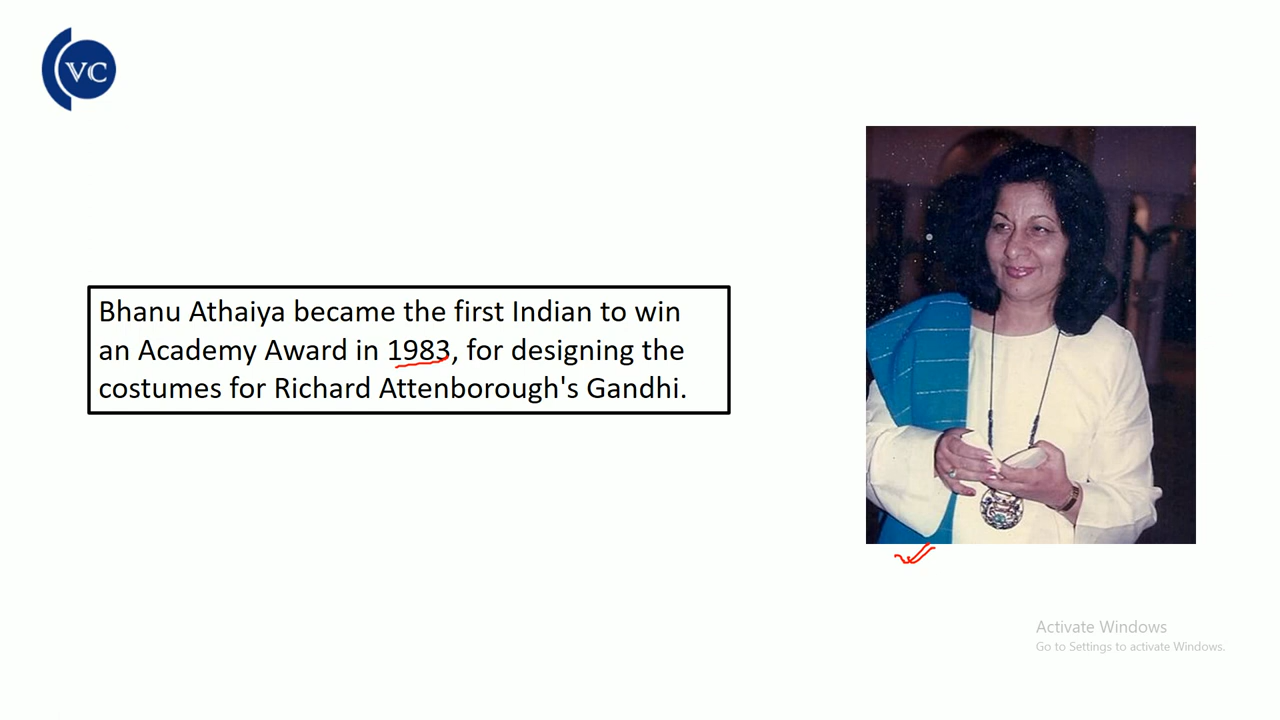 VC
Bhanu Athaiya became the first Indian to win
an Academy Award in 1983, for designing the
costumes for Richard Attenborough's Gandhi.
Activate Windows
Go to Settings to activate Windows.